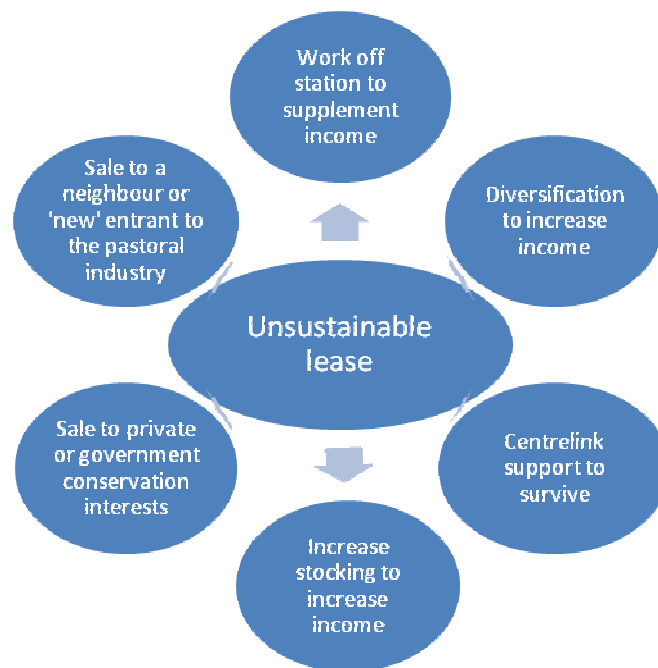 Work off
station to
supplement
income
Sale to a
neighbour or
'new' entrant to
the pastoral
industry
Diversification
to increase
income
Unsustainable
lease
Sale to private
or government
conservation
interests
Centrelink
support to
survive
Increase
stocking to
increase
income